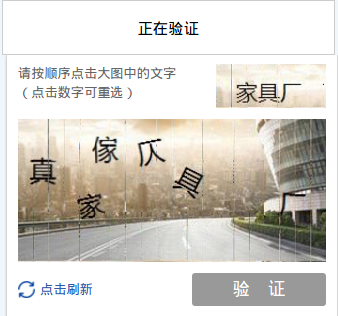 正在验证
请按顺序点击大图中的文字
（点击数字可重选）
家具厂
真 傢 仄 具 家 厂
点击刷新
验 证